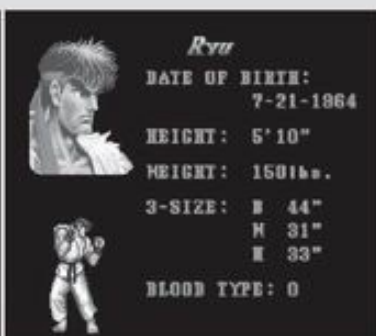 Ryu
DATE OF BIRTH:
7-21-1964
HEIGHT: 5'10"
WEIGHT: 150lbs.
3-SIZE: B 44"
W 31"
H 33"
BLOOD TYPE: O